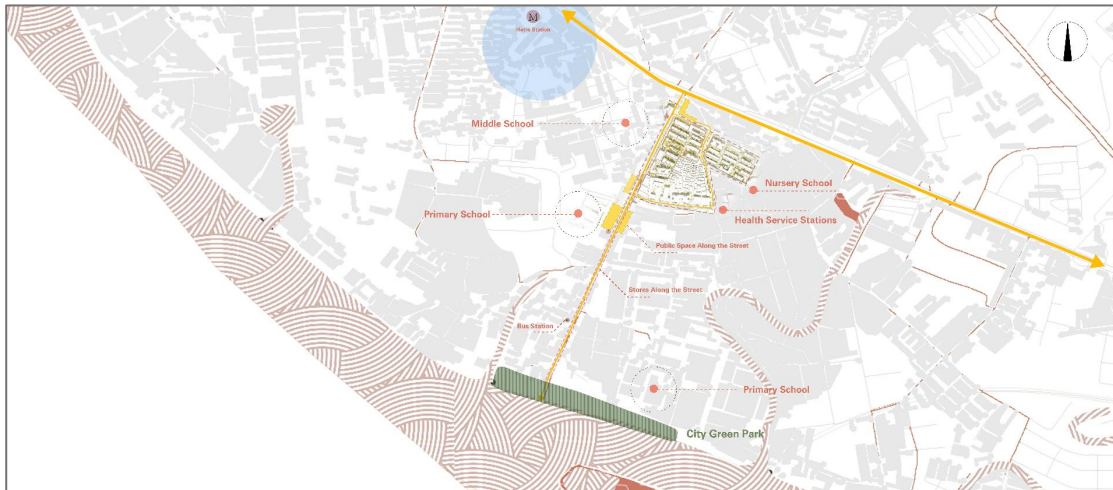 M
Metro Station
Middle School
Nursery School
Primary School
Health Service Stations
Public Space Along the Street
Stores Along the Street
Bus Station
Primary School
City Green Park